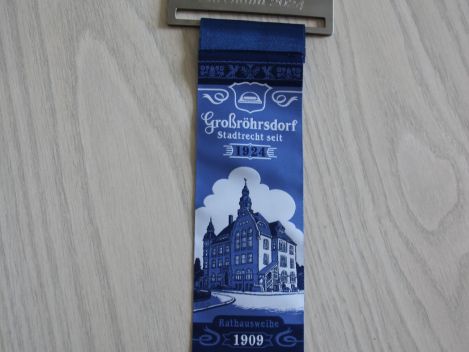 Großröhrsdorf
Stadtrecht seit
1924
Rathausweihe
1909